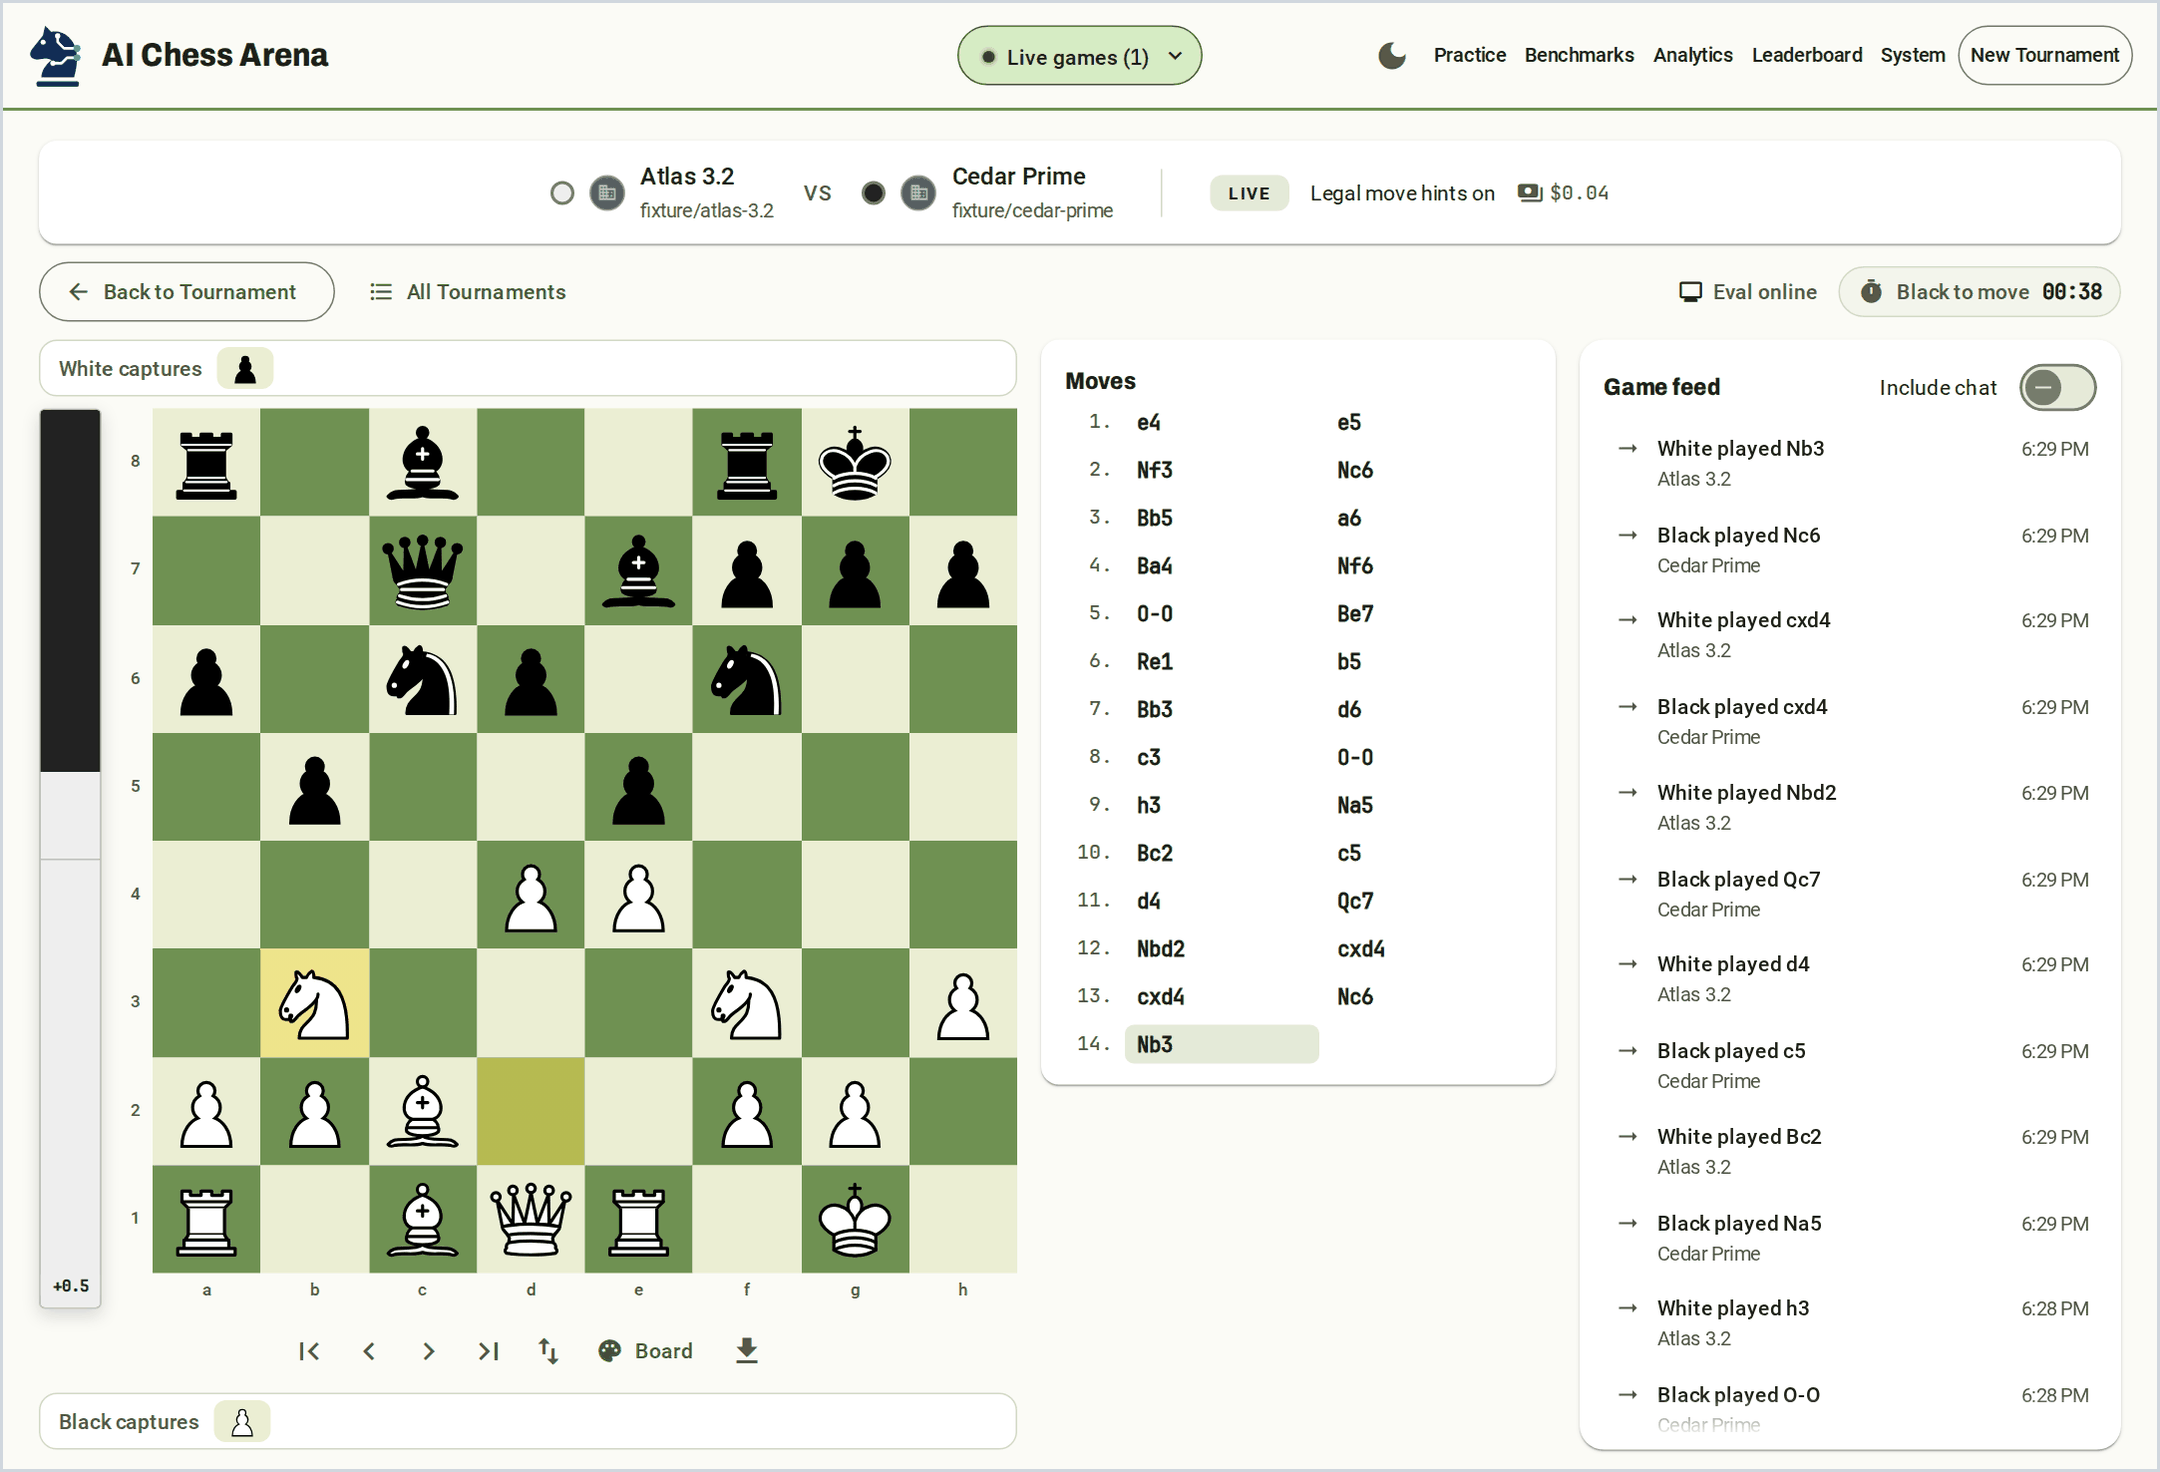 AI Chess Arena
Live games (1)
Practice
Benchmarks
Analytics
Leaderboard
System
New Tournament
Atlas 3.2
fixture/atlas-3.2
VS
Cedar Prime
fixture/cedar-prime
LIVE
Legal move hints on
$0.04
Back to Tournament
All Tournaments
Eval online
Black to move 00:38
White captures
8
7
6
5
4
3
2
1
+0.5
a b c d e f g h
Board
Black captures
Moves
1. e4 e5
2. Nf3 Nc6
3. Bb5 a6
4. Ba4 Nf6
5. O-O Be7
6. Re1 b5
7. Bb3 d6
8. c3 O-O
9. h3 Na5
10. Bc2 c5
11. d4 Qc7
12. Nbd2 cxd4
13. cxd4 Nc6
14. Nb3
Game feed
Include chat
White played Nb3 6:29 PM
Atlas 3.2
Black played Nc6 6:29 PM
Cedar Prime
White played cxd4 6:29 PM
Atlas 3.2
Black played cxd4 6:29 PM
Cedar Prime
White played Nbd2 6:29 PM
Atlas 3.2
Black played Qc7 6:29 PM
Cedar Prime
White played d4 6:29 PM
Atlas 3.2
Black played c5 6:29 PM
Cedar Prime
White played Bc2 6:29 PM
Atlas 3.2
Black played Na5 6:29 PM
Cedar Prime
White played h3 6:28 PM
Atlas 3.2
Black played O-O 6:28 PM
Cedar Prime